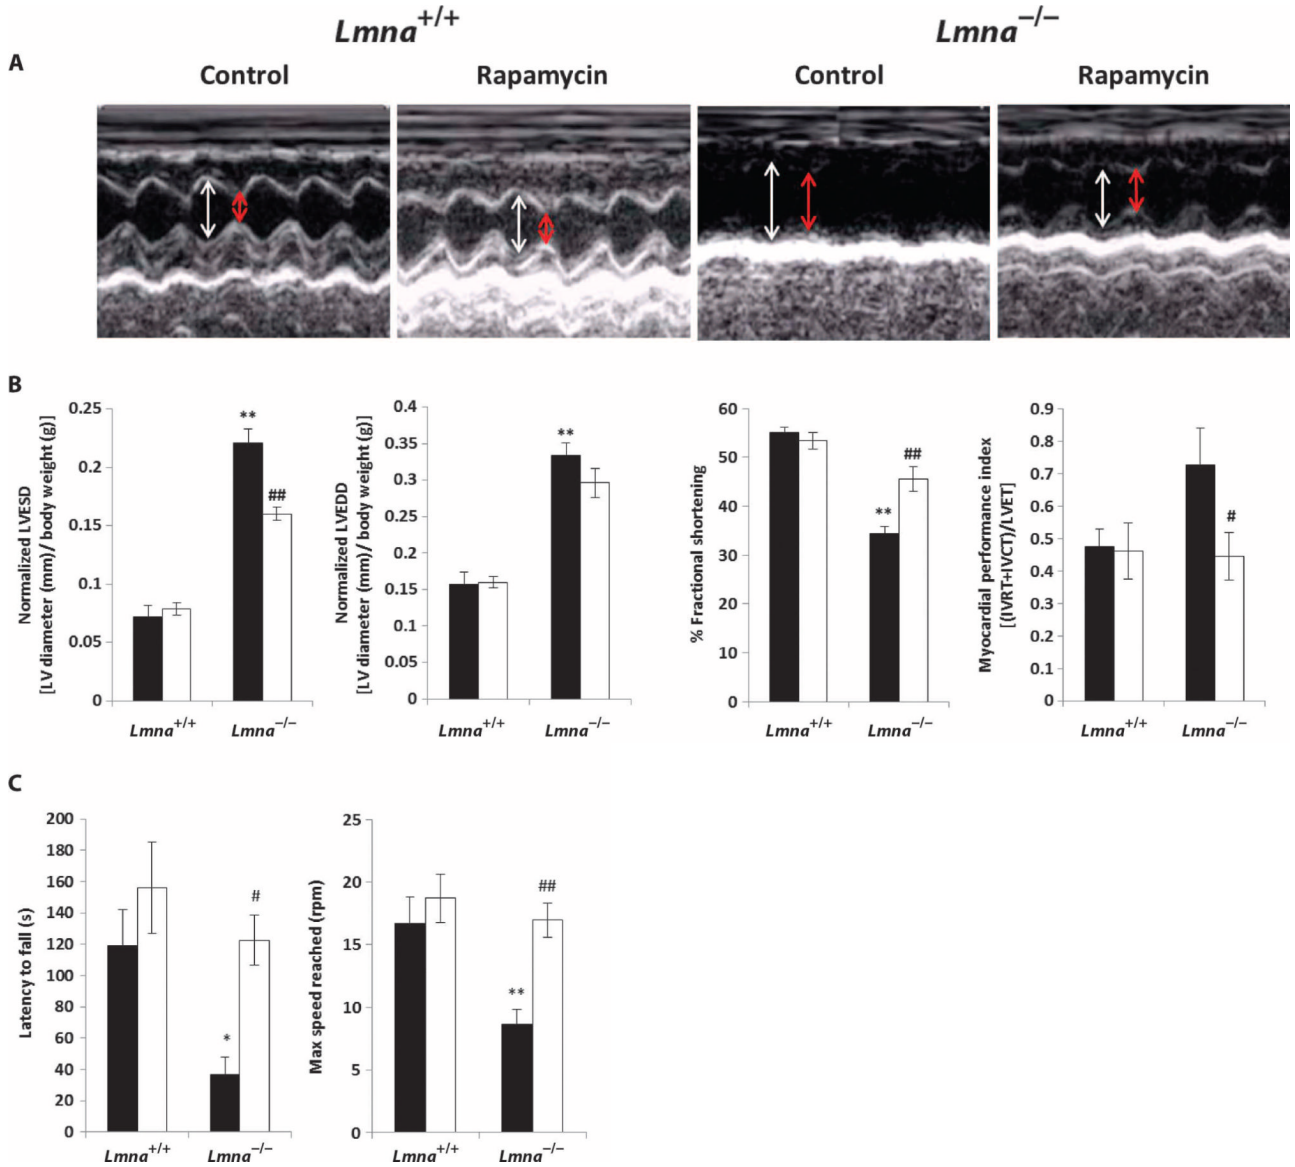 Lmna+/+ Lmna−/−
A
Control Rapamycin Control Rapamycin
B
Normalized LVESD
[LV diameter (mm)/ body weight (g)]
0.25
0.2
0.15
0.1
0.05
0
**
##
Lmna+/+ Lmna−/−
Normalized LVEDD
[LV diameter (mm)/ body weight (g)]
0.4
0.35
0.3
0.25
0.2
0.15
0.1
0.05
0
**
Lmna+/+ Lmna−/−
% Fractional shortening
60
50
40
30
20
10
0
##
**
Lmna+/+ Lmna−/−
Myocardial performance index
[(IVRT+IVCT)/LVET]
0.9
0.8
0.7
0.6
0.5
0.4
0.3
0.2
0.1
0
#
Lmna+/+ Lmna−/−
C
Latency to fall (s)
200
180
160
140
120
100
80
60
40
20
0
#
*
Lmna+/+ Lmna−/−
Max speed reached (rpm)
25
20
15
10
5
0
##
**
Lmna+/+ Lmna−/−